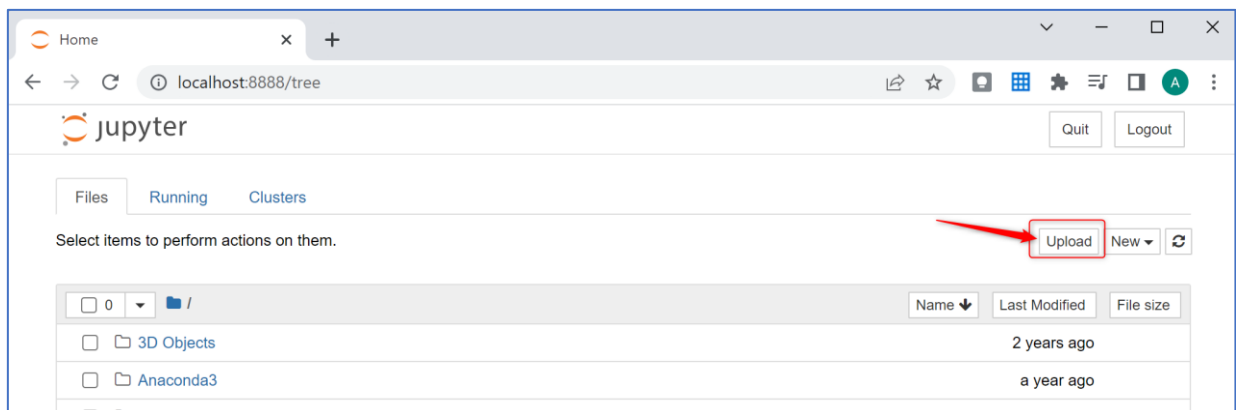 Home
localhost:8888/tree
A
jupyter
Quit Logout
Files Running Clusters
Select items to perform actions on them.
Upload New
0 / Name Last Modified File size
3D Objects 2 years ago
Anaconda3 a year ago